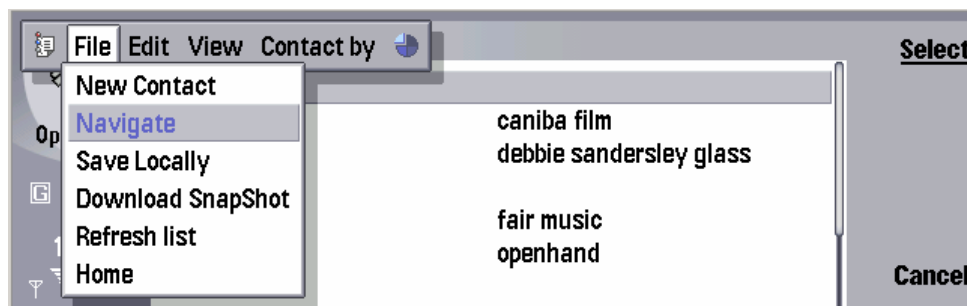 File Edit View Contact by
Select
New Contact
Navigate
caniba film
Op
Save Locally
debbie sandersley glass
G
Download SnapShot
fair music
Refresh list
openhand
Home
Cancel